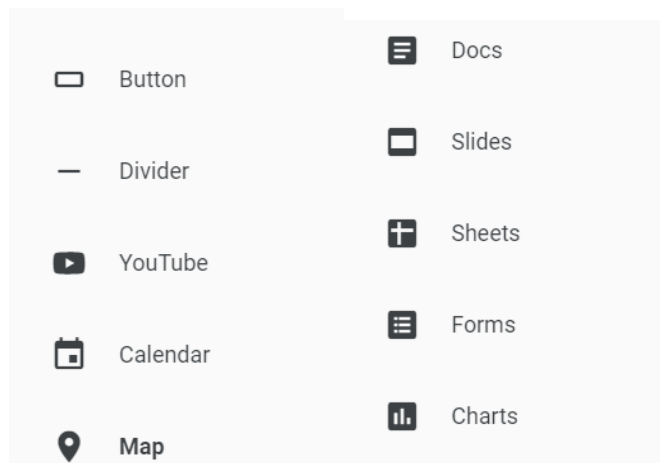 Button
Divider
YouTube
Calendar
Map
Docs
Slides
Sheets
Forms
Charts